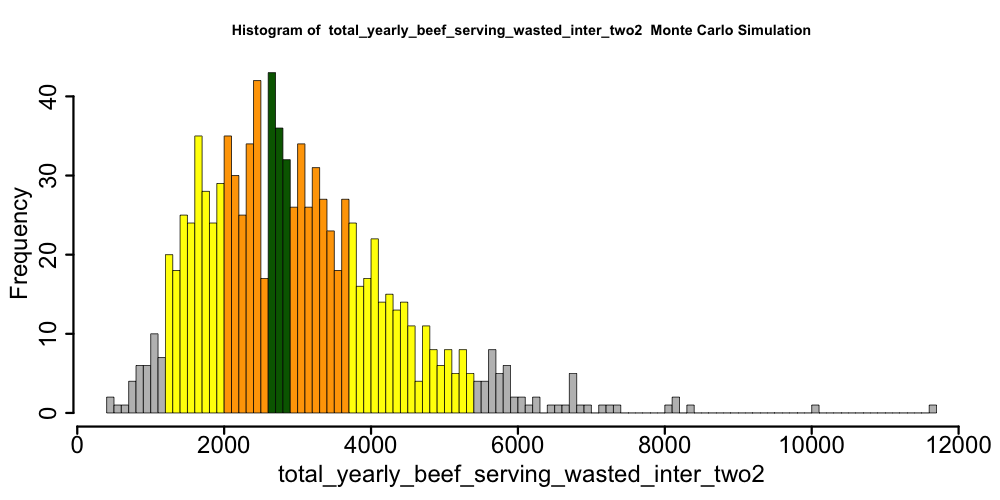 Histogram of  total_yearly_beef_serving_wasted_inter_two2  Monte Carlo Simulation
Frequency
40
30
20
10
0
0 2000 4000 6000 8000 10000 12000
total_yearly_beef_serving_wasted_inter_two2